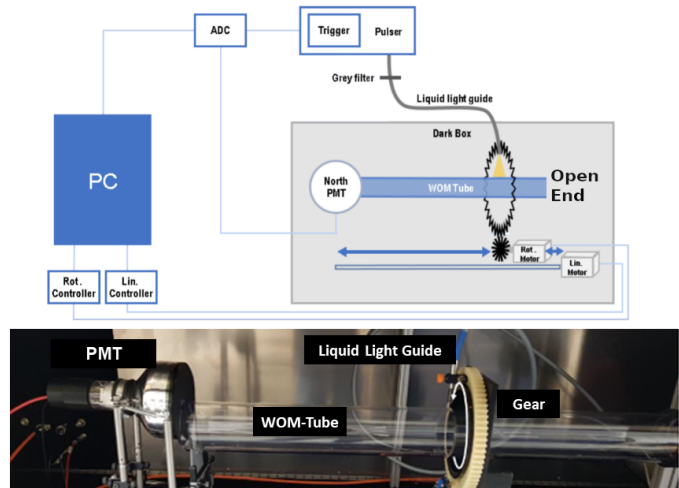 ADC
Trigger
Pulser
Grey filter
Liquid light guide
Dark Box
PC
North
PMT
WOM Tube
Open
End
Rot.
Motor
Lin.
Motor
Rot.
Controller
Lin.
Controller
PMT
Liquid Light Guide
WOM-Tube
Gear